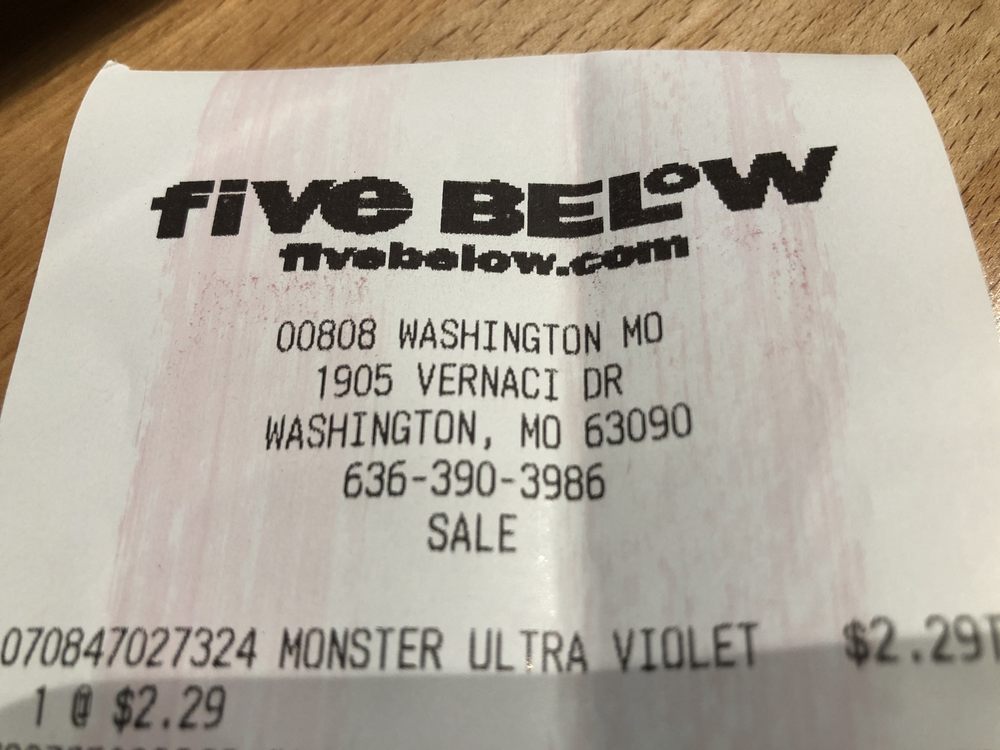 five BELOW
fivebelow.com
00808 WASHINGTON MO
1905 VERNACI DR
WASHINGTON, MO 63090
636-390-3986
SALE
070847027324 MONSTER ULTRA VIOLET $2.29T
1 @ $2.29